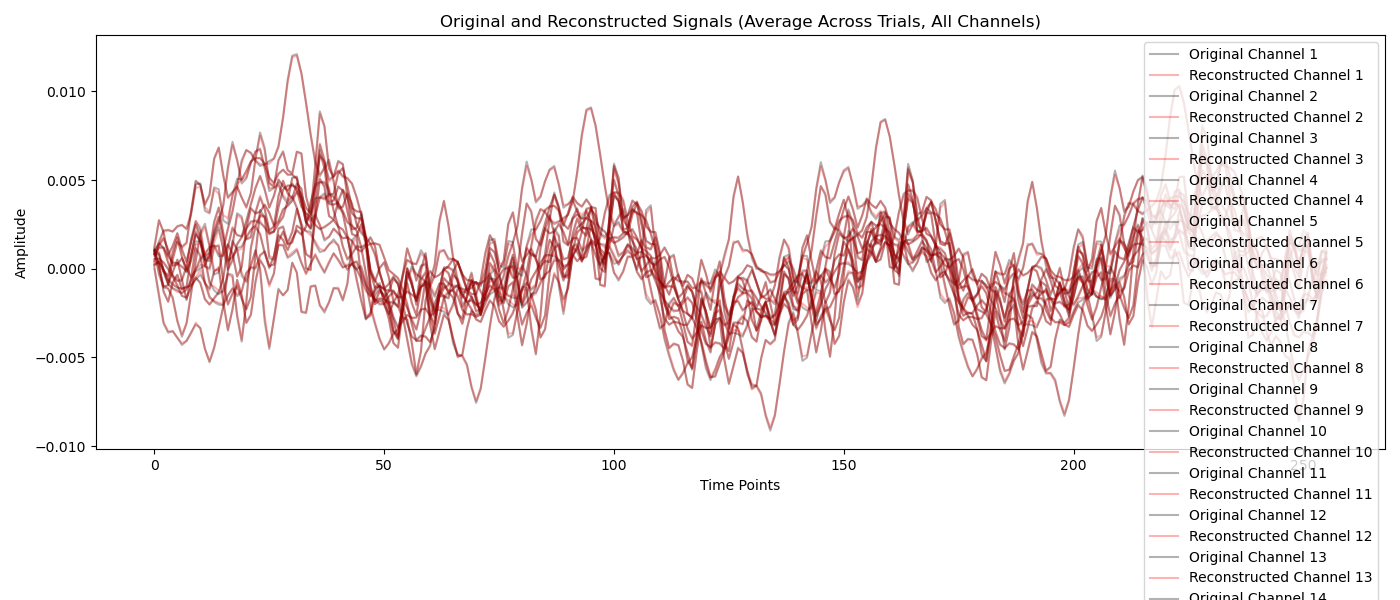 Original and Reconstructed Signals (Average Across Trials, All Channels)
Amplitude
0.010
0.005
0.000
−0.005
−0.010
0
50
100
150
200
250
Time Points
Original Channel 1
Reconstructed Channel 1
Original Channel 2
Reconstructed Channel 2
Original Channel 3
Reconstructed Channel 3
Original Channel 4
Reconstructed Channel 4
Original Channel 5
Reconstructed Channel 5
Original Channel 6
Reconstructed Channel 6
Original Channel 7
Reconstructed Channel 7
Original Channel 8
Reconstructed Channel 8
Original Channel 9
Reconstructed Channel 9
Original Channel 10
Reconstructed Channel 10
Original Channel 11
Reconstructed Channel 11
Original Channel 12
Reconstructed Channel 12
Original Channel 13
Reconstructed Channel 13
Original Channel 14